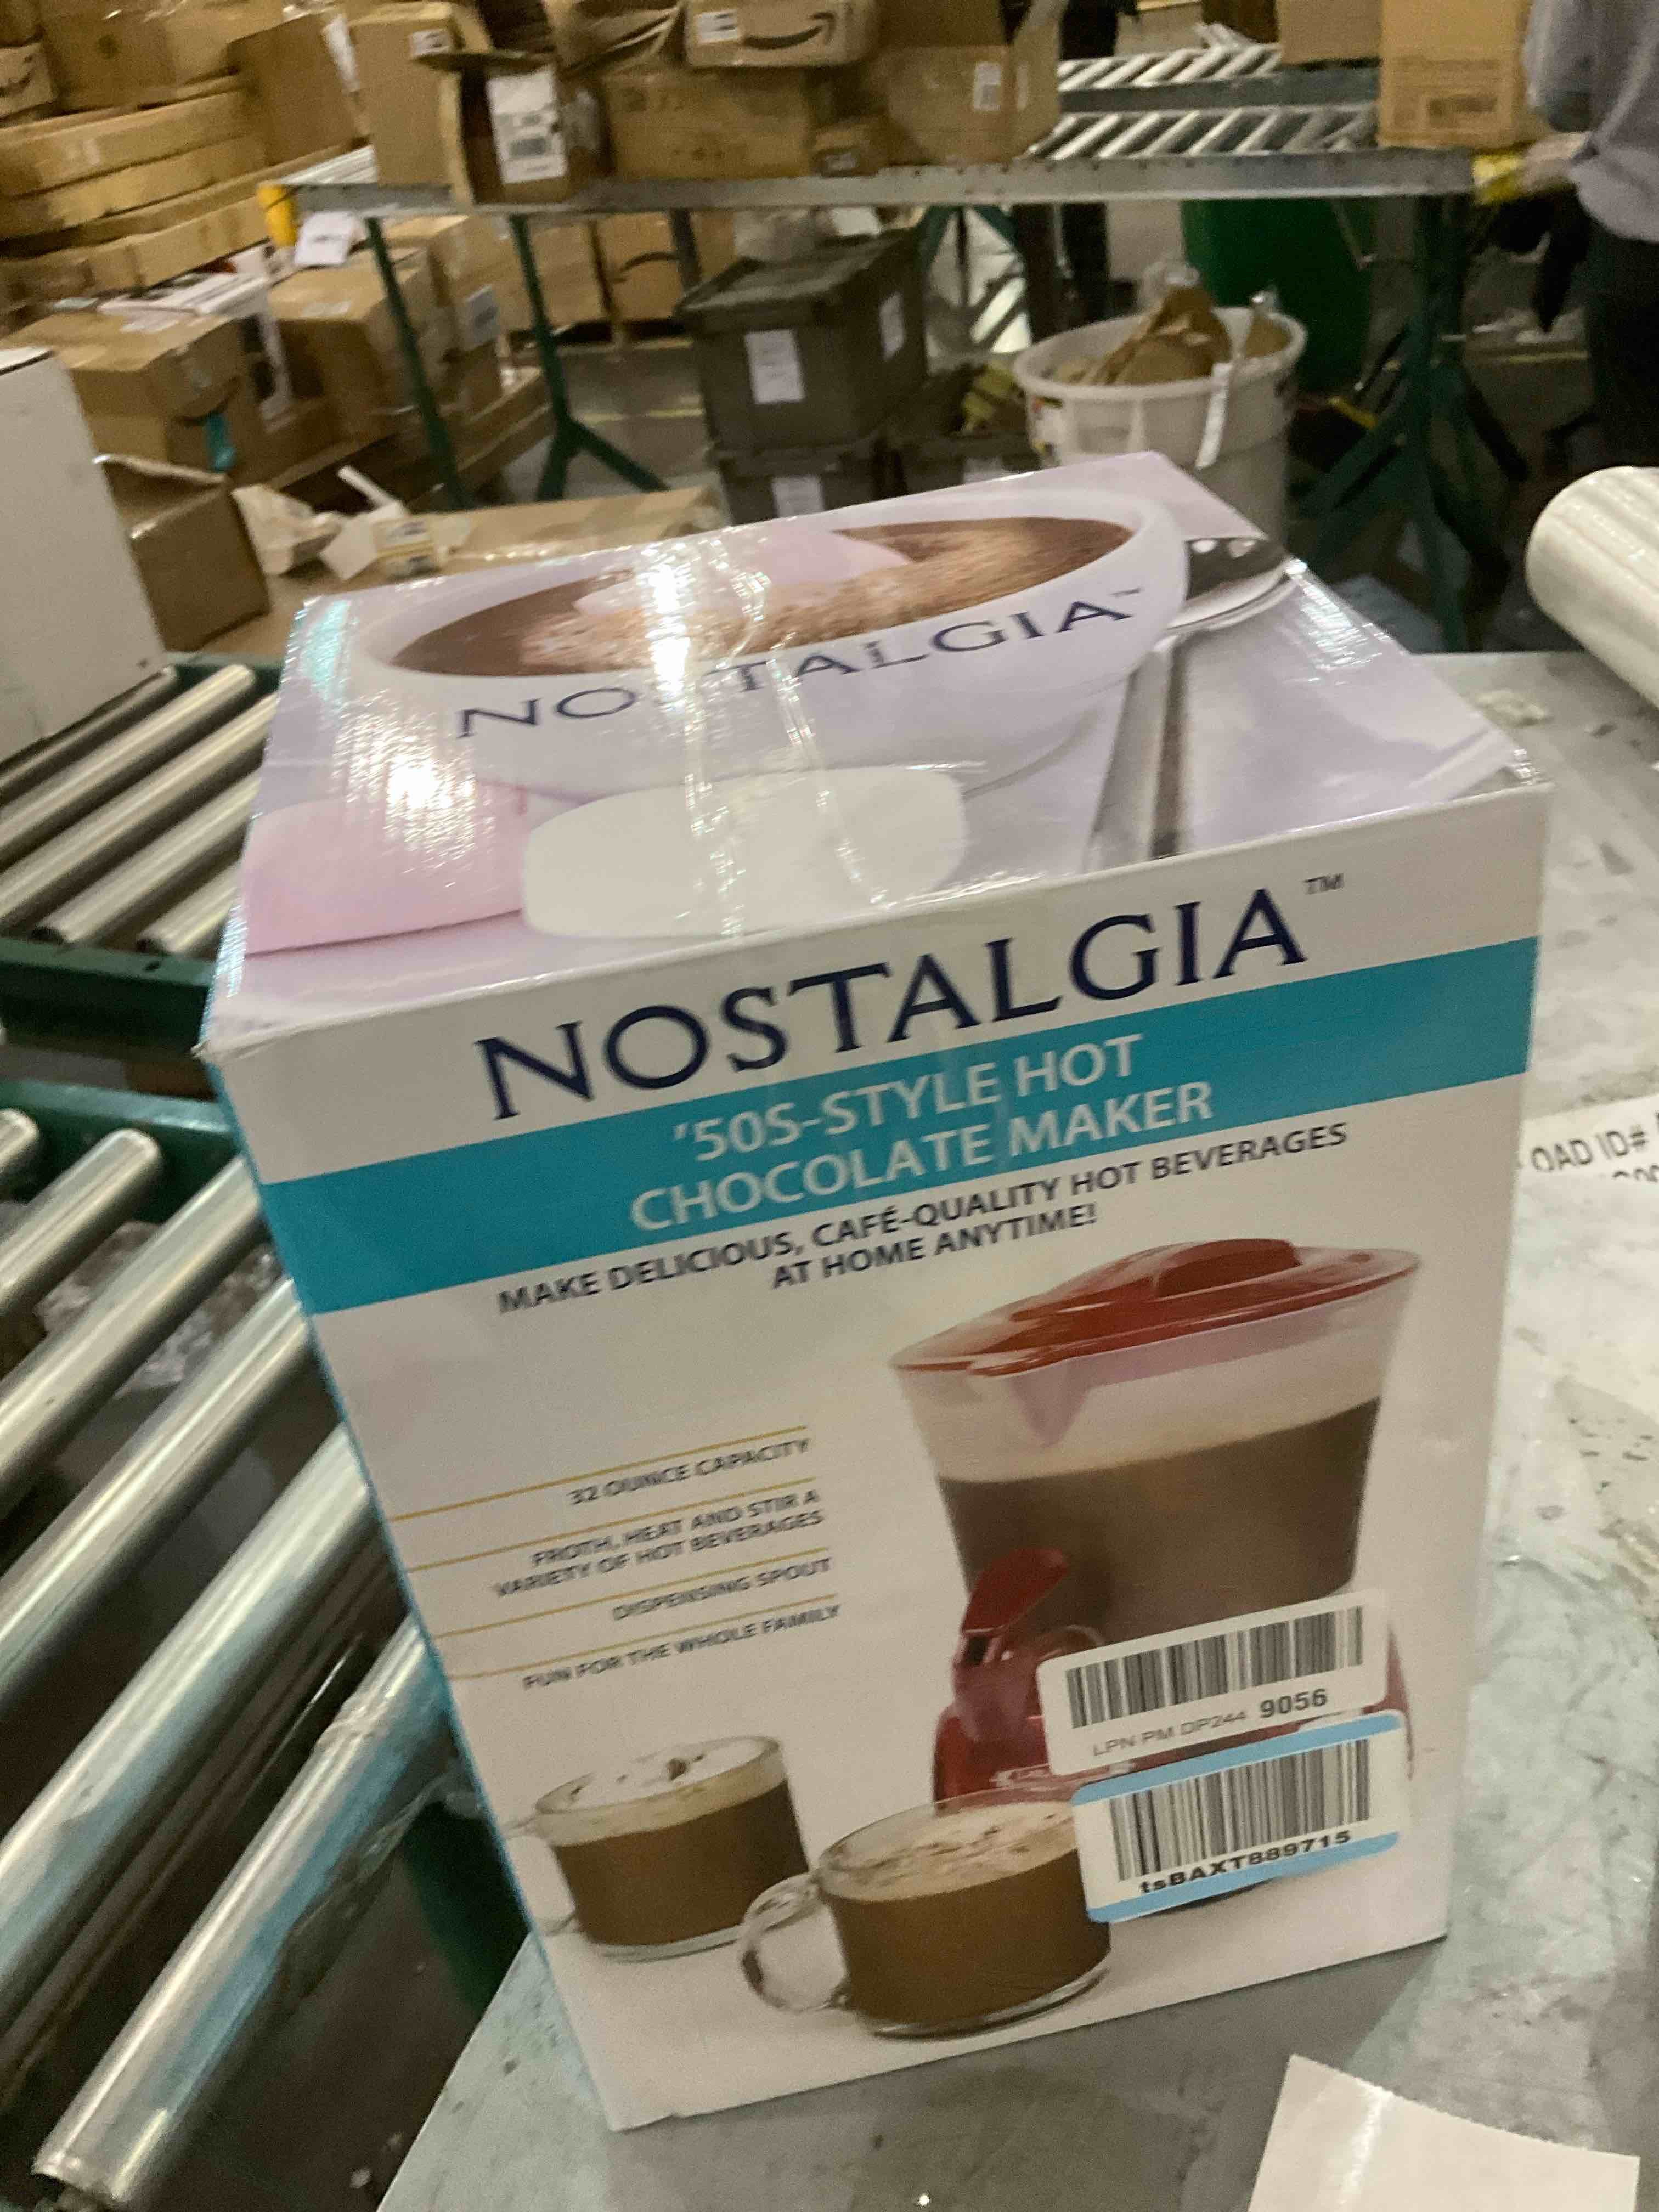 NOSTALGIA™
NOSTALGIA™
'50S-STYLE HOT
CHOCOLATE MAKER
MAKE DELICIOUS, CAFÉ-QUALITY HOT BEVERAGES
AT HOME ANYTIME!
32 OUNCE CAPACITY
FROTH, HEAT AND STIR A
VARIETY OF HOT BEVERAGES
DISPENSING SPOUT
FUN FOR THE WHOLE FAMILY
LPN PM DP244 9056
tsBAXT889715
OAD ID#